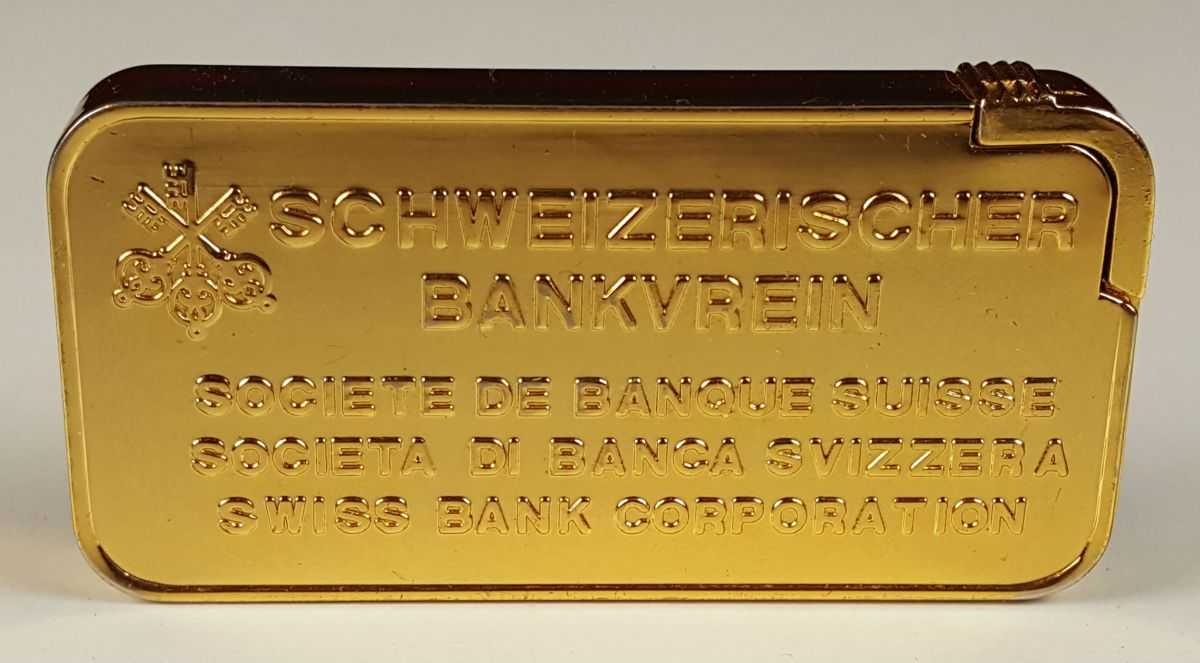 SCHWEIZERISCHER
BANKVREIN
SOCIETE DE BANQUE SUISSE
SOCIETA DI BANCA SVIZZERA
SWISS BANK CORPORATION